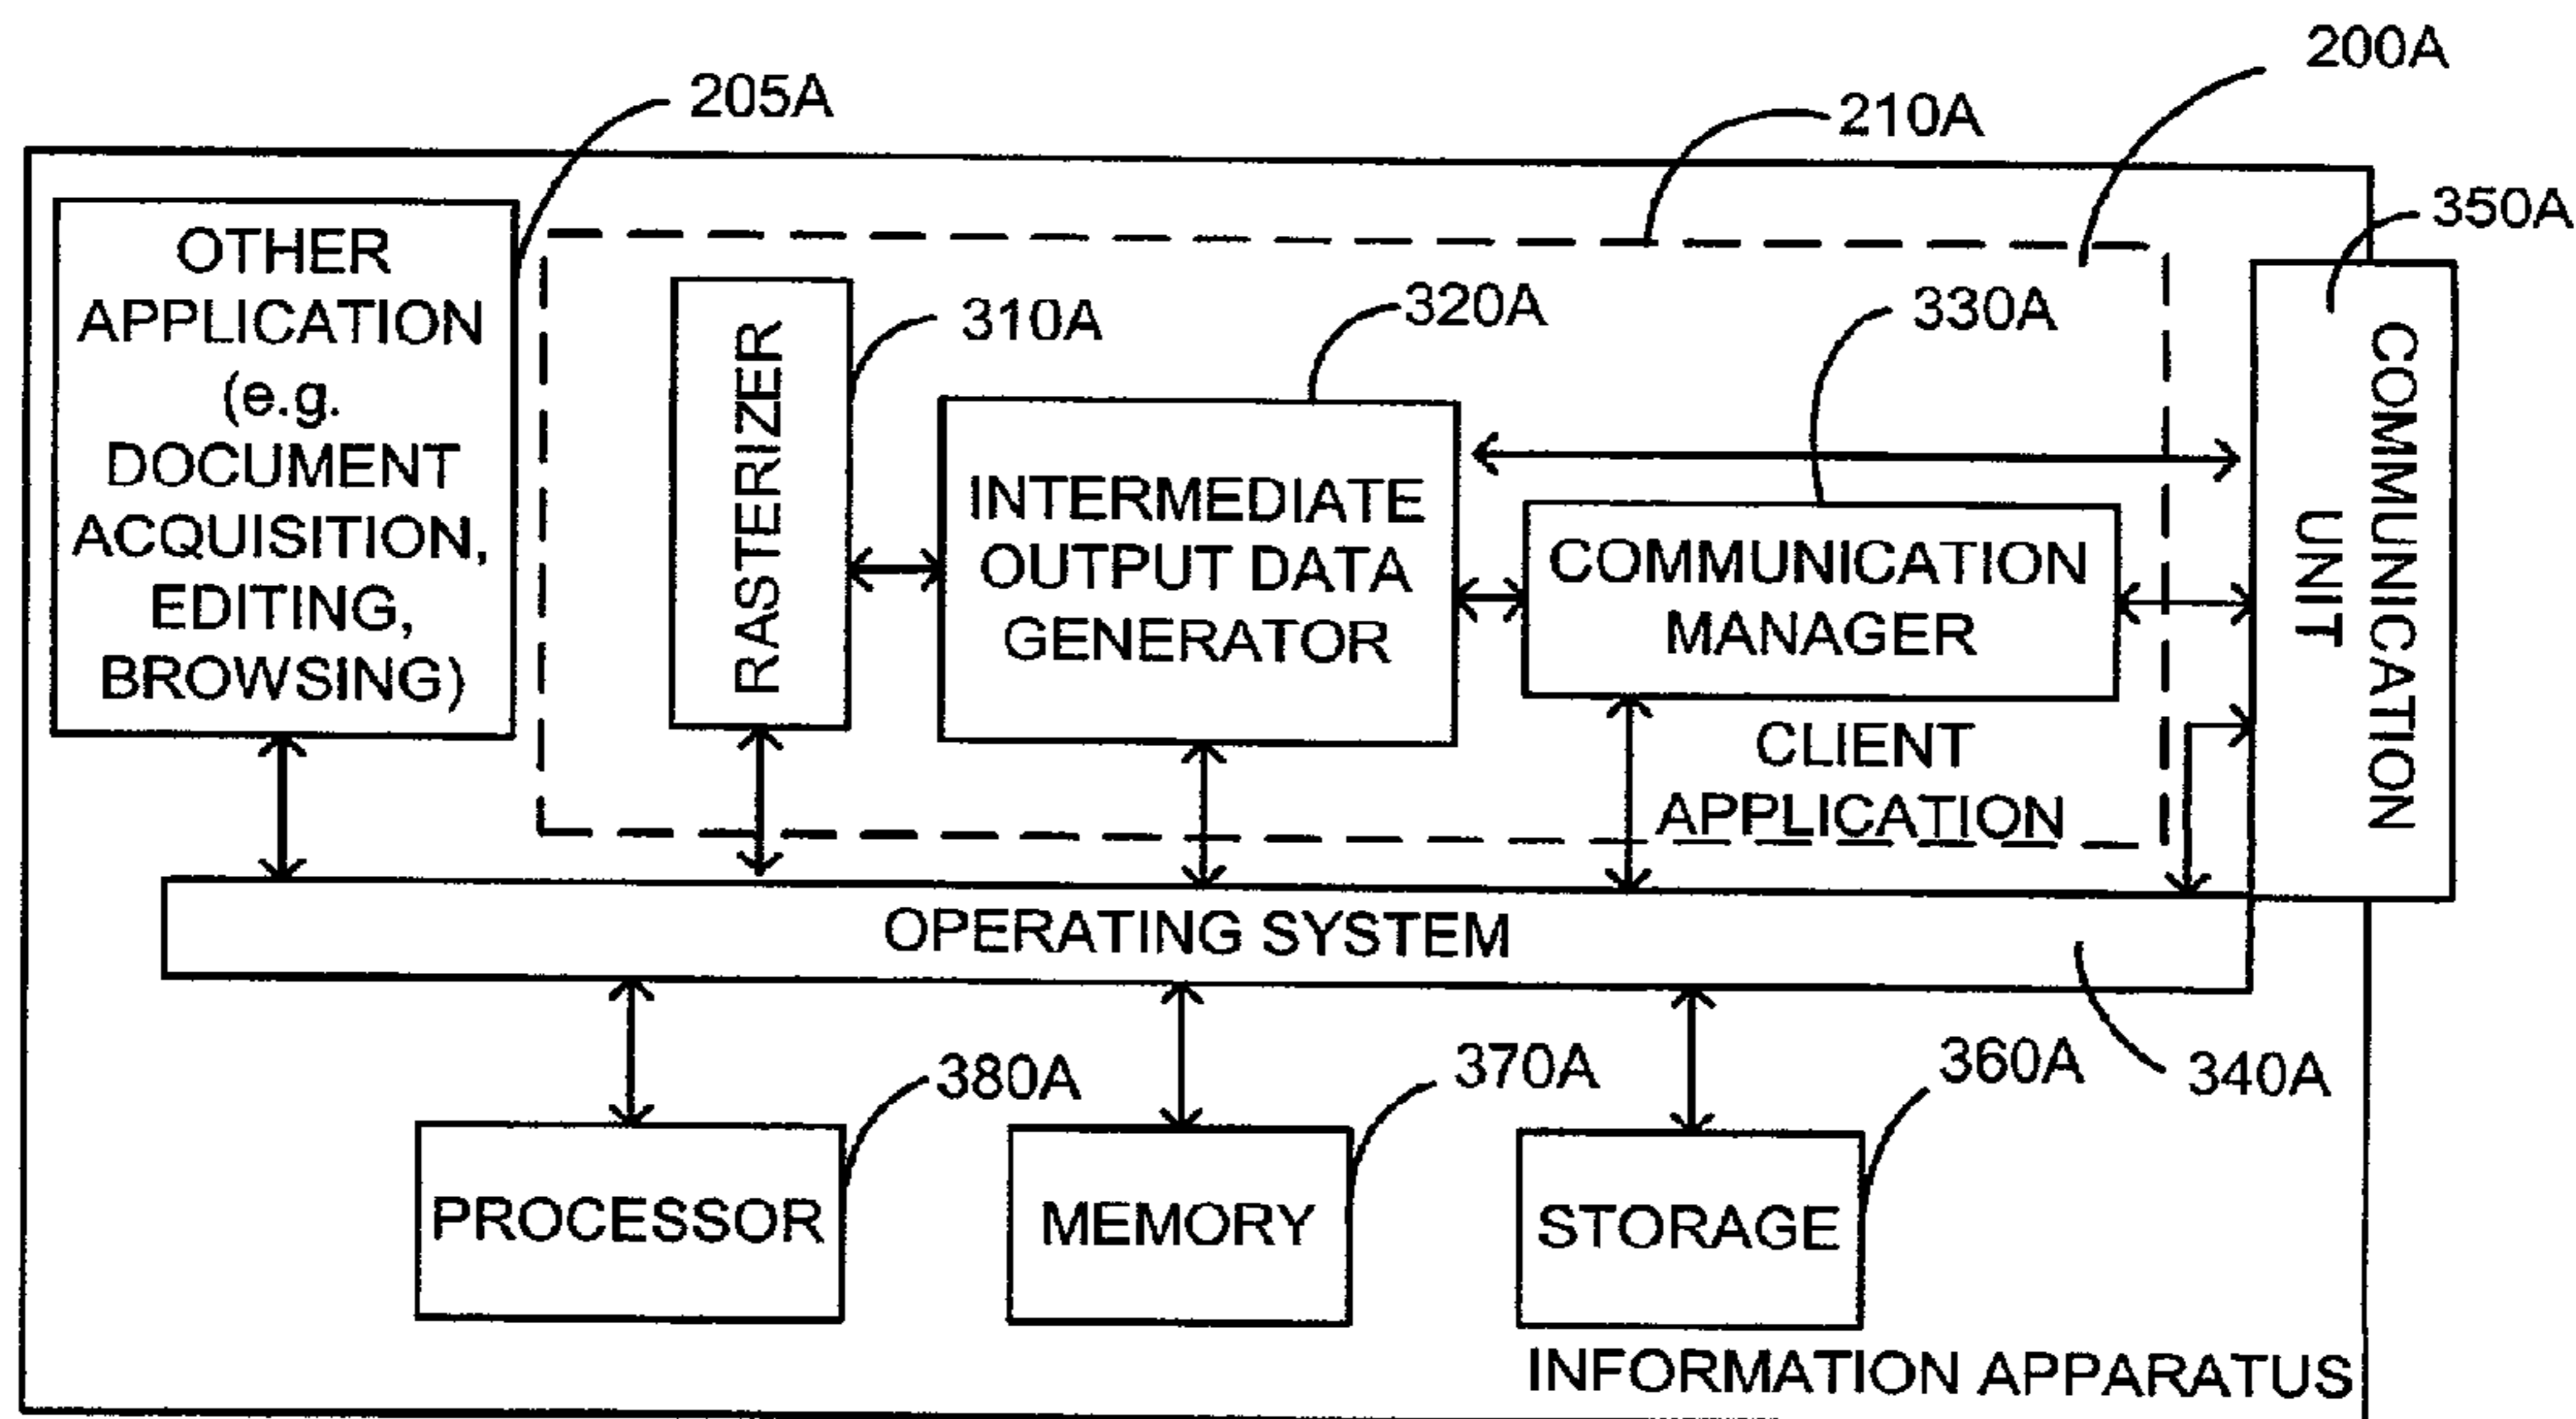 200A
205A
210A
350A
OTHER
APPLICATION
(e.g.
DOCUMENT
ACQUISITION,
EDITING,
BROWSING)
310A
320A
330A
RASTERIZER
INTERMEDIATE
OUTPUT DATA
GENERATOR
COMMUNICATION
MANAGER
COMMUNICATION
UNIT
CLIENT
APPLICATION
OPERATING SYSTEM
380A
370A
360A
340A
PROCESSOR
MEMORY
STORAGE
INFORMATION APPARATUS